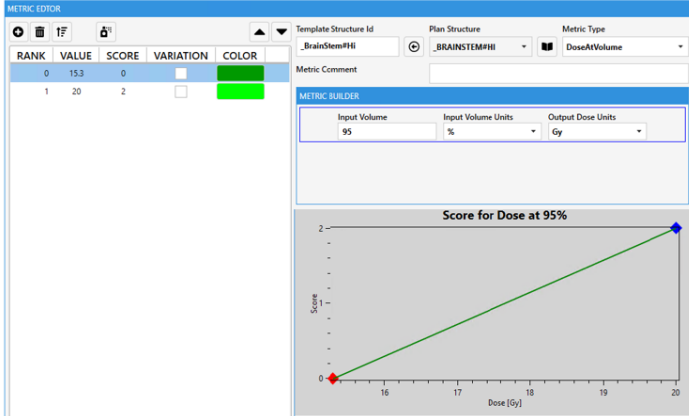 METRIC EDTOR
RANK VALUE SCORE VARIATION COLOR
0 15.3 0
1 20 2
Template Structure Id
_BrainStem#Hi
Plan Structure
_BRAINSTEM#HI
Metric Type
DoseAtVolume
Metric Comment
METRIC BUILDER
Input Volume
95
Input Volume Units
%
Output Dose Units
Gy
Score for Dose at 95%
2
1
0
Score
16 17 18 19 20
Dose [Gy]